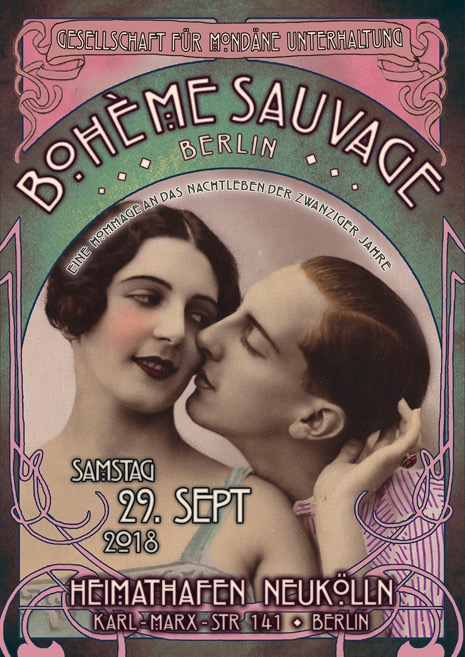 GESELLSCHAFT FÜR MONDÄNE UNTERHALTUNG
BOHÈME SAUVAGE
BERLIN
EINE HOMMAGE AN DAS NACHTLEBEN DER ZWANZIGER JAHRE
SAMSTAG
29. SEPT
2018
HEIMATHAFEN NEUKÖLLN
KARL-MARX-STR 141 • BERLIN